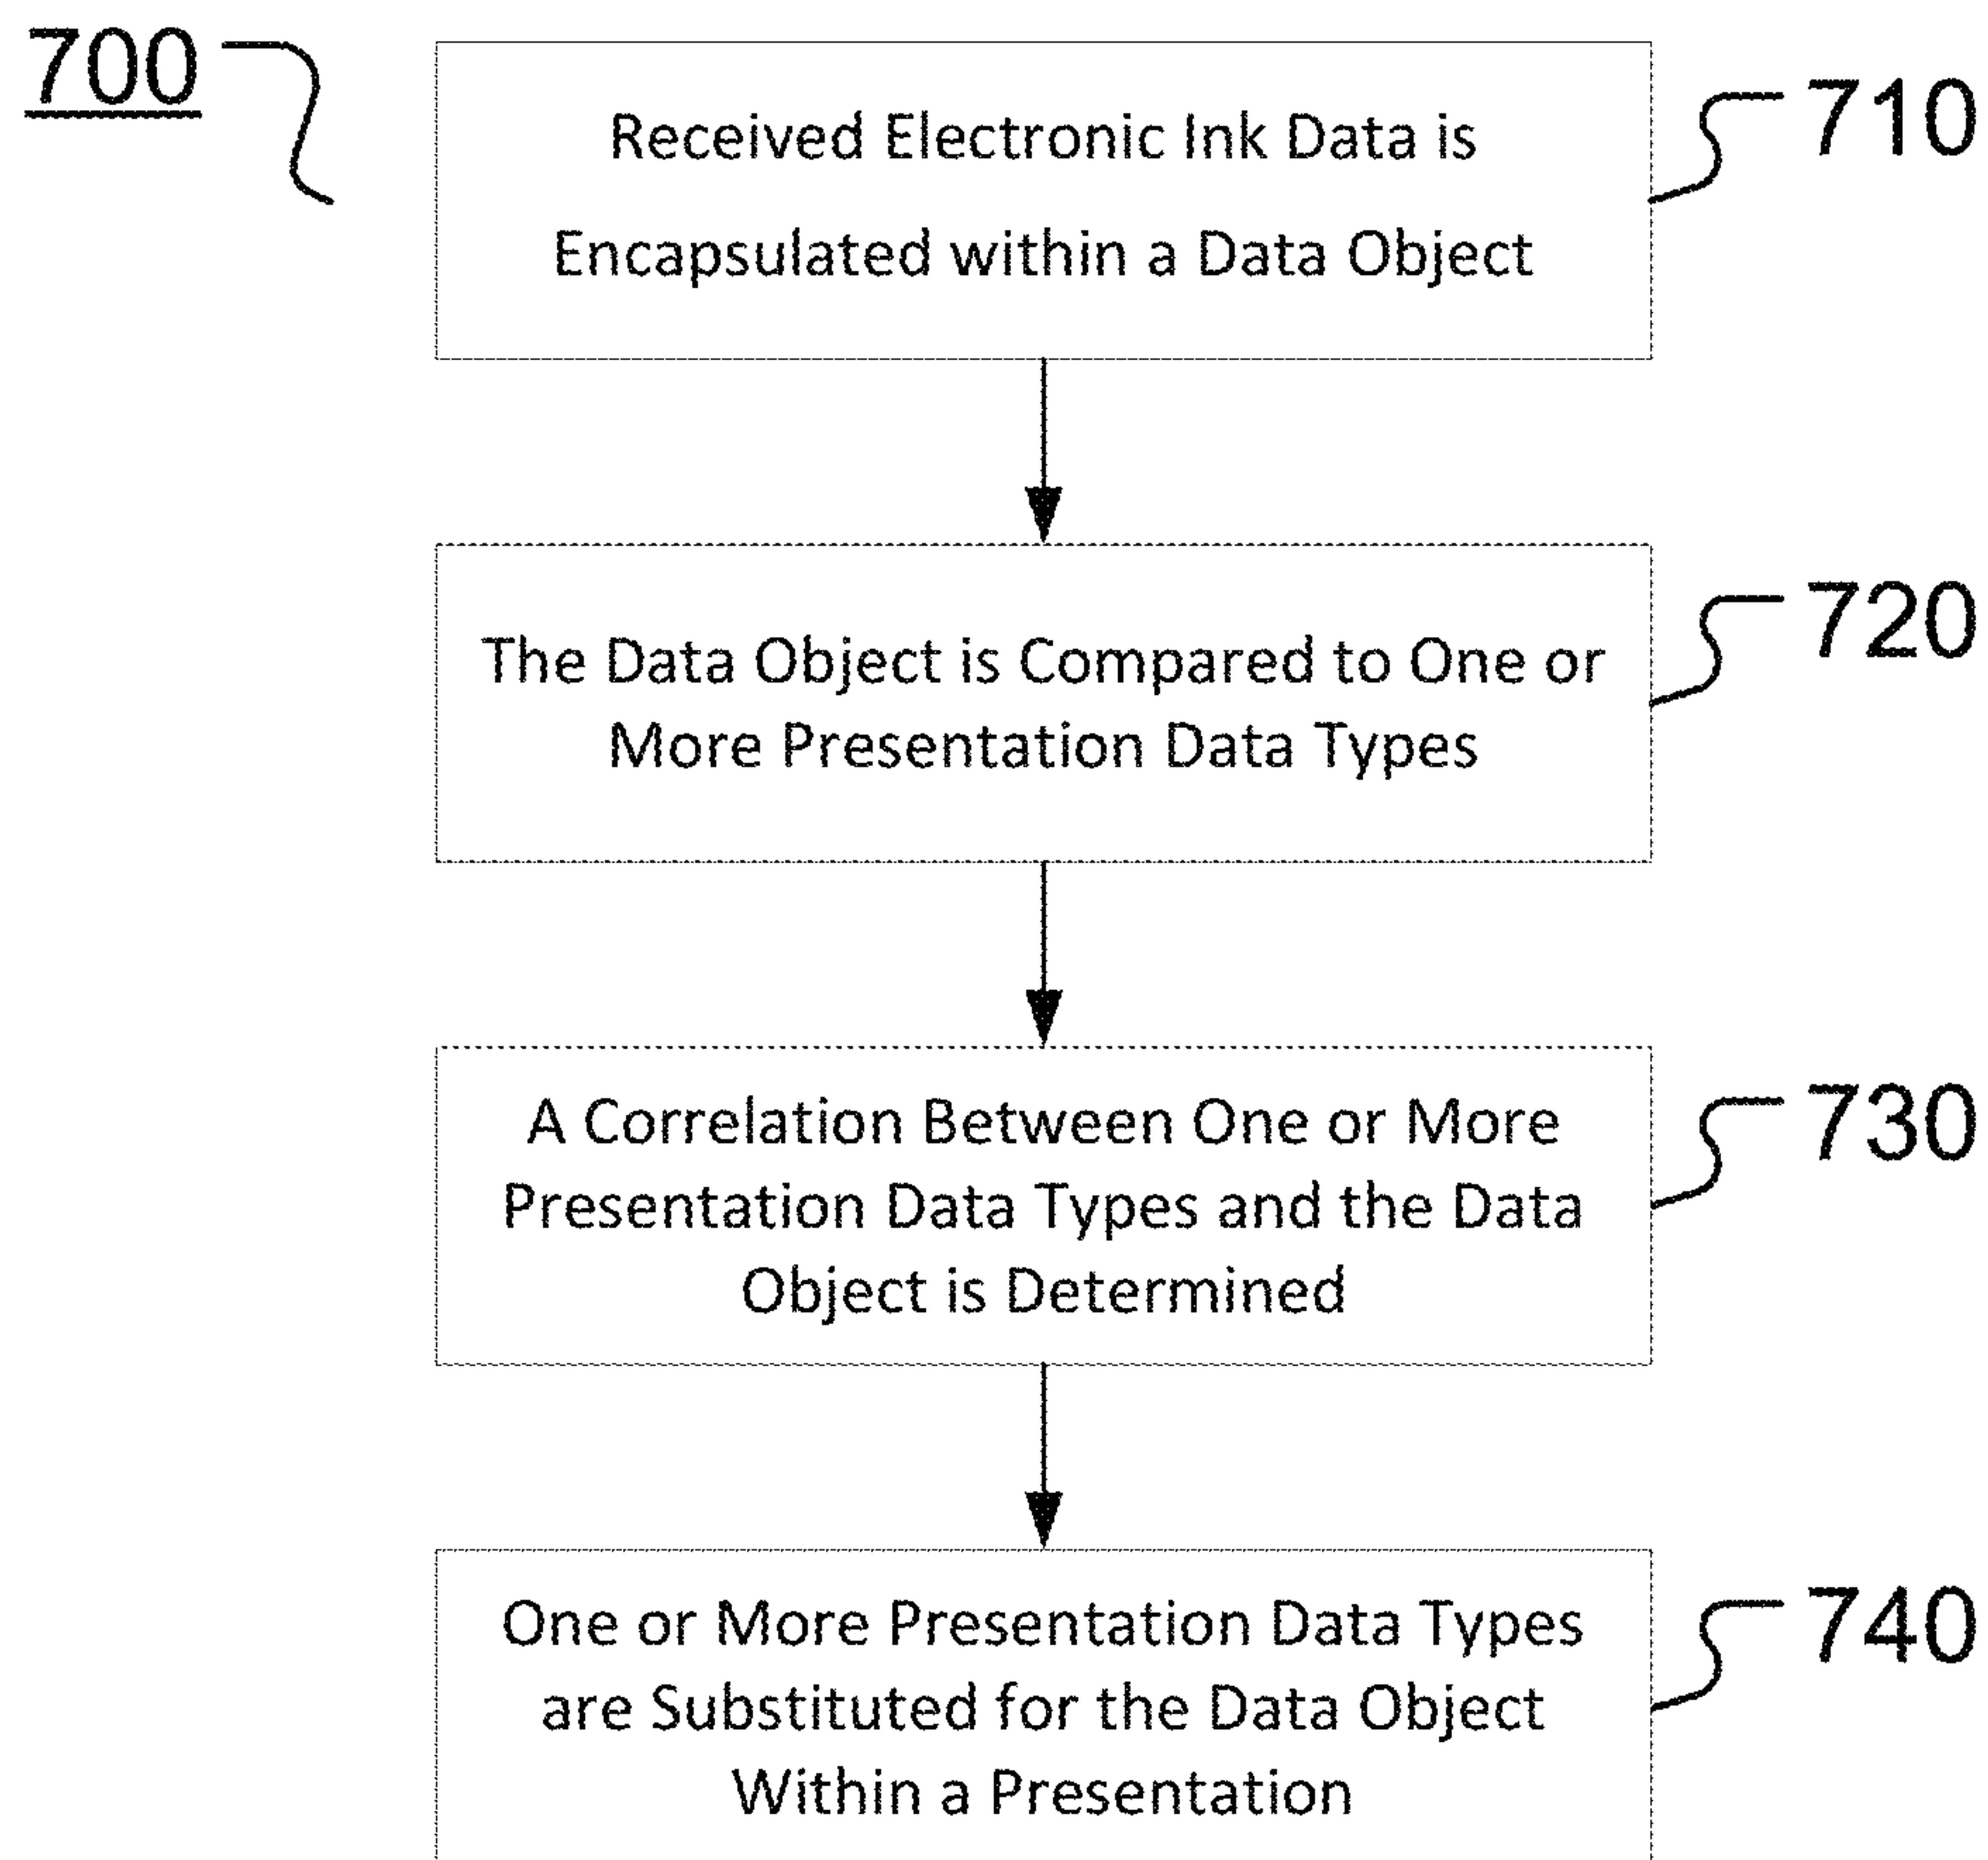 700
Received Electronic Ink Data is
710
Encapsulated within a Data Object
The Data Object is Compared to One or
720
More Presentation Data Types
A Correlation Between One or More
730
Presentation Data Types and the Data
Object is Determined
One or More Presentation Data Types
740
are Substituted for the Data Object
Within a Presentation